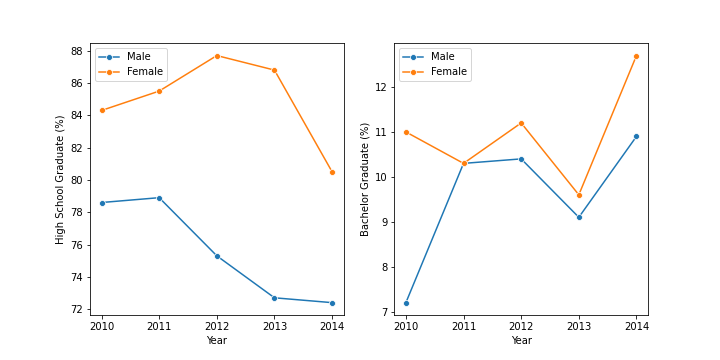 High School Graduate (%)
88
86
84
82
80
78
76
74
72
Male
Female
2010 2011 2012 2013 2014
Year
Bachelor Graduate (%)
12
11
10
9
8
7
Male
Female
2010 2011 2012 2013 2014
Year